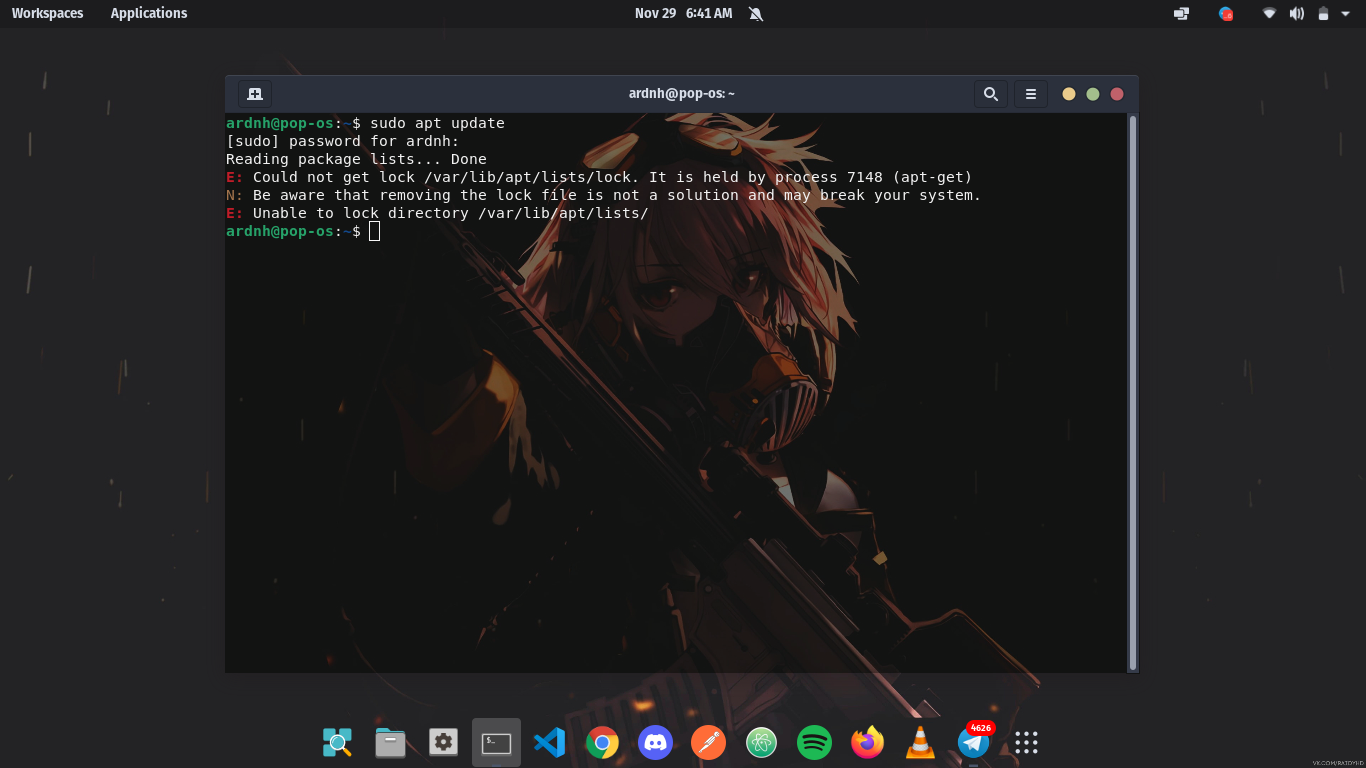 Workspaces Applications Nov 29 6:41 AM
ardnh@pop-os: ~
ardnh@pop-os:~$ sudo apt update
[sudo] password for ardnh:
Reading package lists... Done
E: Could not get lock /var/lib/apt/lists/lock. It is held by process 7148 (apt-get)
N: Be aware that removing the lock file is not a solution and may break your system.
E: Unable to lock directory /var/lib/apt/lists/
ardnh@pop-os:~$
$_
4626